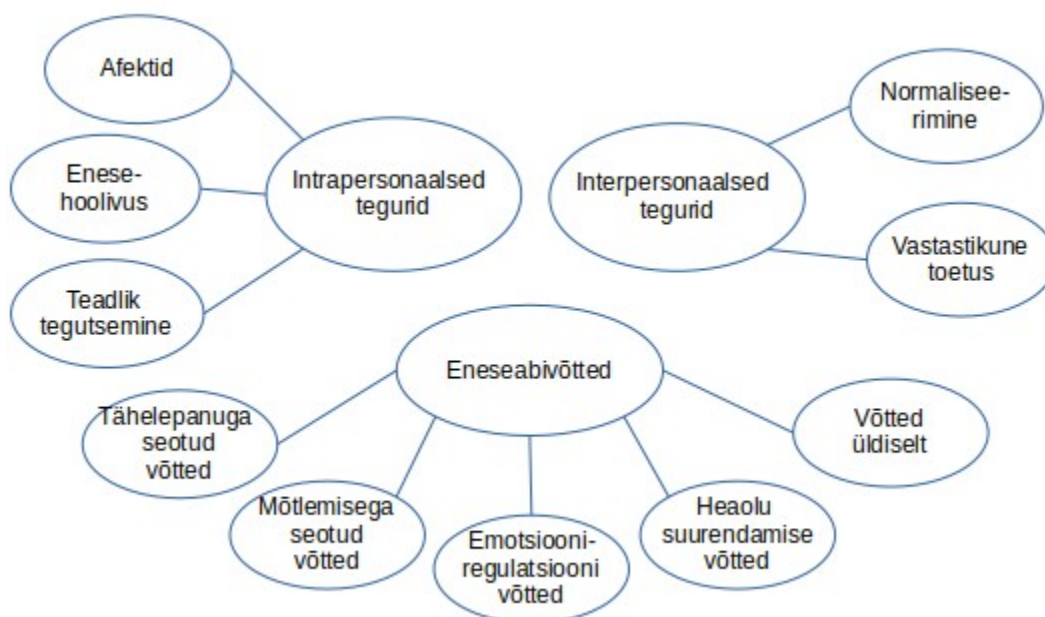 Afektid
Enese-
hoolivus
Teadlik
tegutsemine
Intrapersonaalsed
tegurid
Interpersonaalsed
tegurid
Normalisee-
rimine
Vastastikune
toetus
Eneseabivõtted
Tähelepanuga
seotud
võtted
Mõtlemisega
seotud
võtted
Emotsiooni-
regulatsiooni
võtted
Heaolu
suurendamise
võtted
Võtted
üldiselt